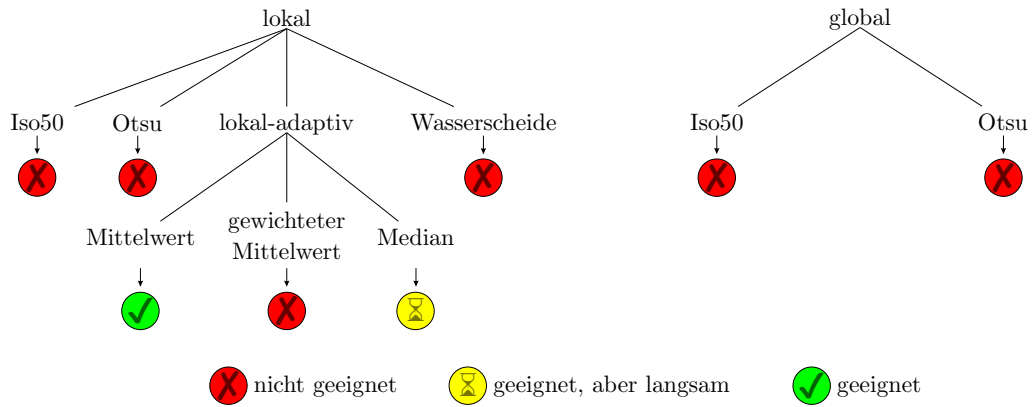 lokal
global
Iso50
Otsu
lokal-adaptiv
Wasserscheide
Iso50
Otsu
Mittelwert
gewichteter
Mittelwert
Median
nicht geeignet
geeignet, aber langsam
geeignet